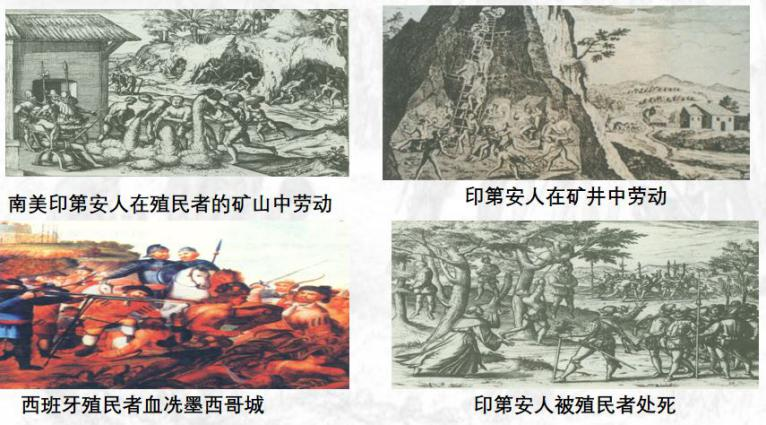 南美印第安人在殖民者的矿山中劳动
印第安人在矿井中劳动
西班牙殖民者血洗墨西哥城
印第安人被殖民者处死